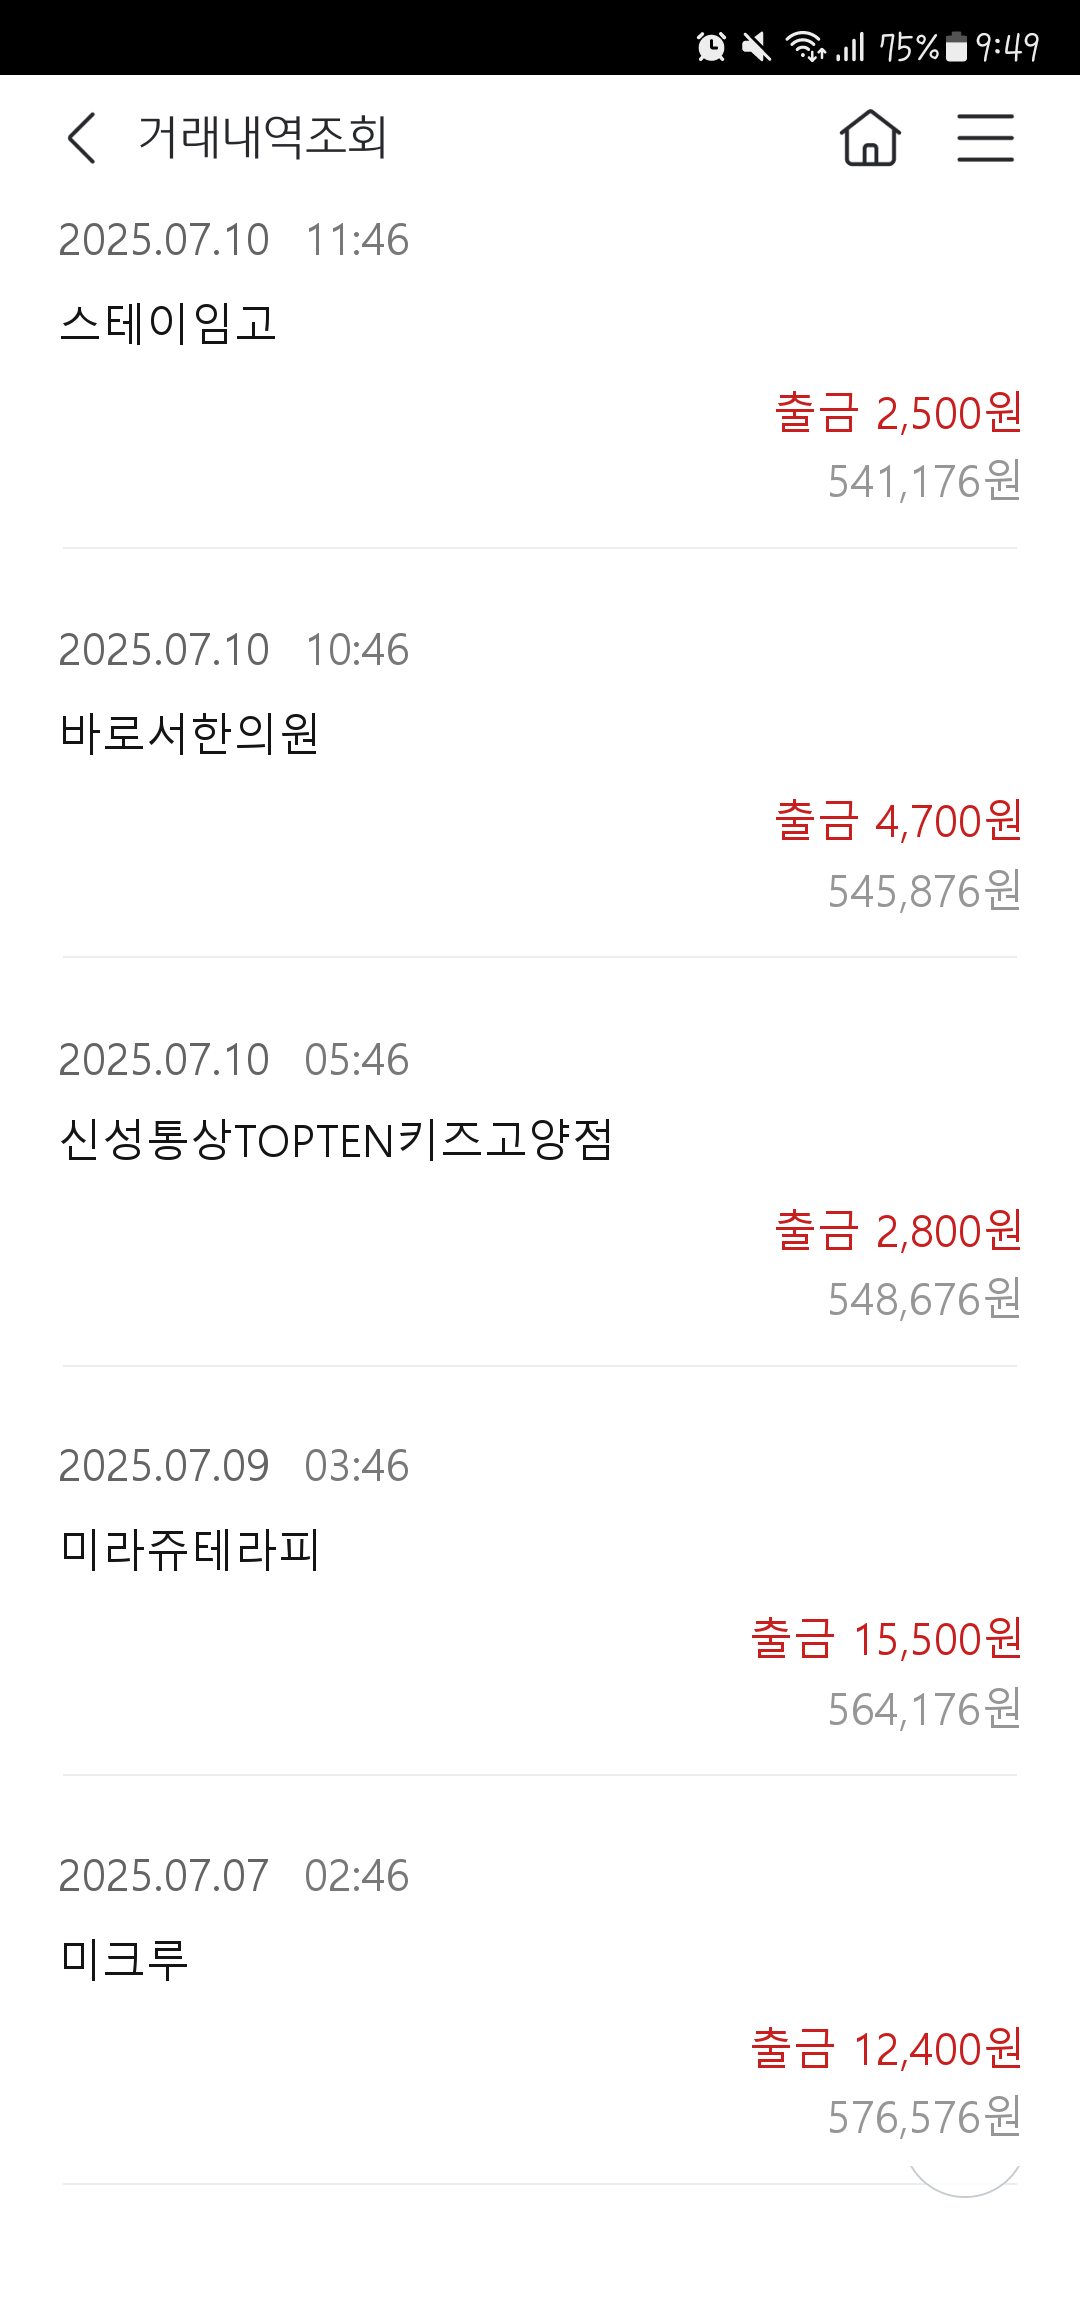 75% 9:49
거래내역조회
2025.07.10 11:46
스테이임고
출금 2,500원
541,176원
2025.07.10 10:46
바로서한의원
출금 4,700원
545,876원
2025.07.10 05:46
신성통상TOPTEN키즈고양점
출금 2,800원
548,676원
2025.07.09 03:46
미라쥬테라피
출금 15,500원
564,176원
2025.07.07 02:46
미크루
출금 12,400원
576,576원